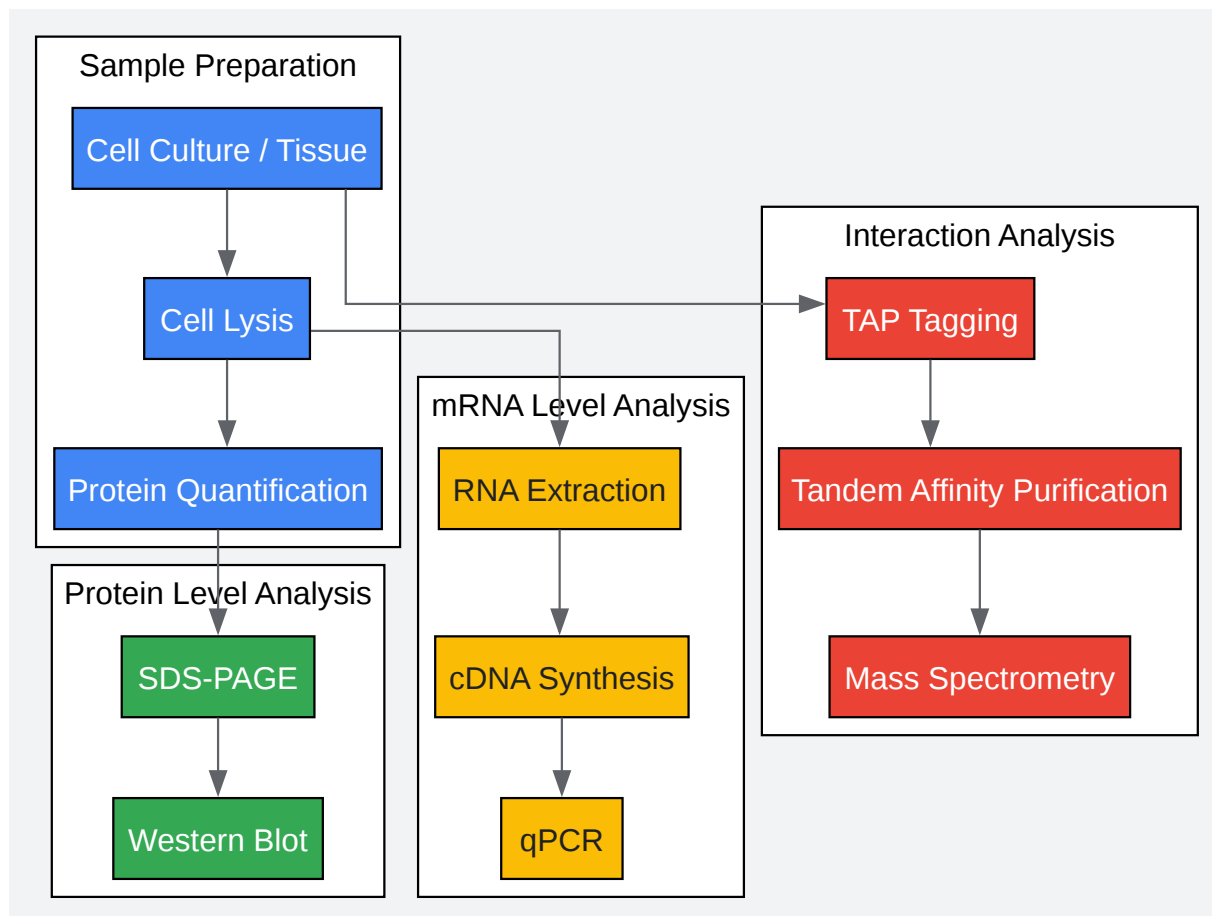 Sample Preparation
Cell Culture / Tissue
Cell Lysis
Protein Quantification
Protein Level Analysis
SDS-PAGE
Western Blot
mRNA Level Analysis
RNA Extraction
cDNA Synthesis
qPCR
Interaction Analysis
TAP Tagging
Tandem Affinity Purification
Mass Spectrometry